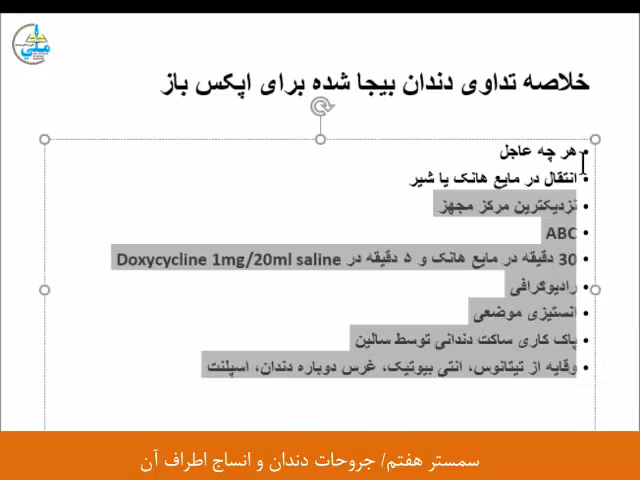 ملي
خلاصه تداوی دندان بیجا شده برای اپکس باز
• هر چه عاجل
• انتقال در مایع هانک یا شیر
• نزدیکترین مرکز مجهز
• ABC
• 30 دقیقه در مایع هانک و ۵ دقیقه در Doxycycline 1mg/20ml saline
• رادیوگرافی
• انستیزی موضعی
• پاک کاری ساکت دندانی توسط سالین
• وقایه از تیتانوس، انتی بیوتیک، غرس دوباره دندان، اسپلنت
سمستر هفتم/ جروحات دندان و انساج اطراف آن